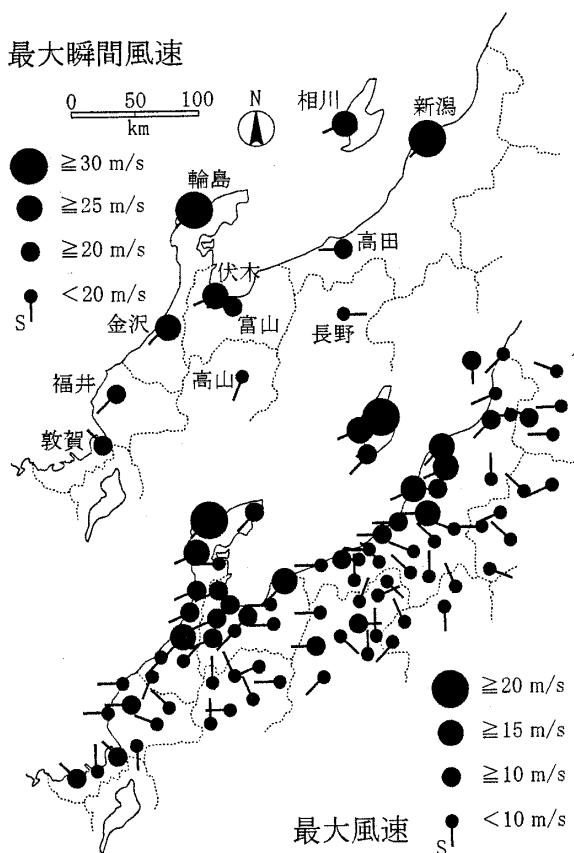 最大瞬間風速
0 50 100
km
N
≧30 m/s
≧25 m/s
≧20 m/s
<20 m/s
S
相川
新潟
輪島
高田
伏木
富山
金沢
長野
福井
高山
敦賀
≧20 m/s
≧15 m/s
≧10 m/s
<10 m/s
S
最大風速